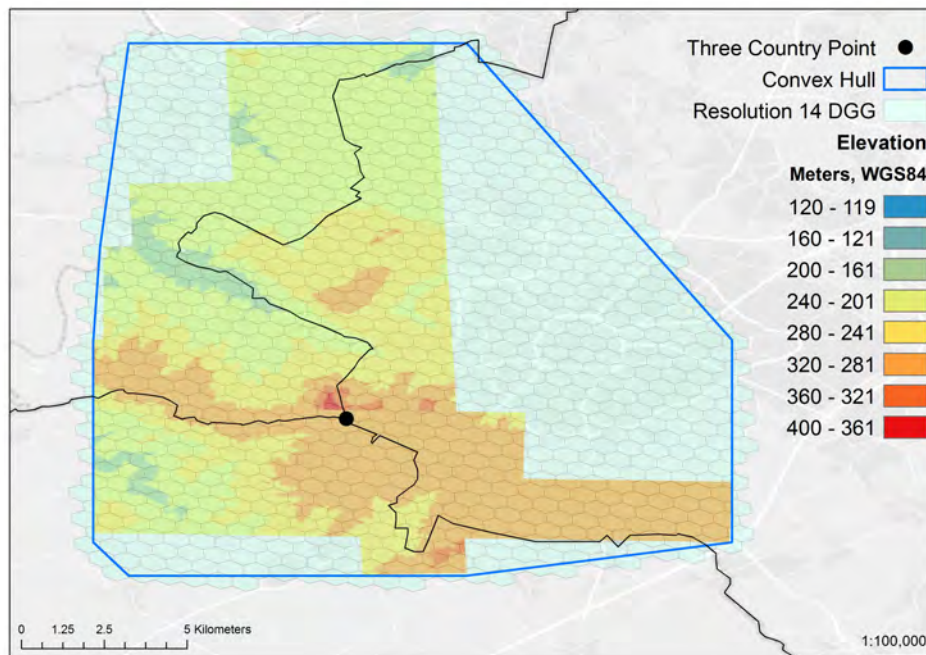 Three Country Point
Convex Hull
Resolution 14 DGG
Elevation
Meters, WGS84
120 - 119
160 - 121
200 - 161
240 - 201
280 - 241
320 - 281
360 - 321
400 - 361
0 1.25 2.5 5 Kilometers
1:100,000